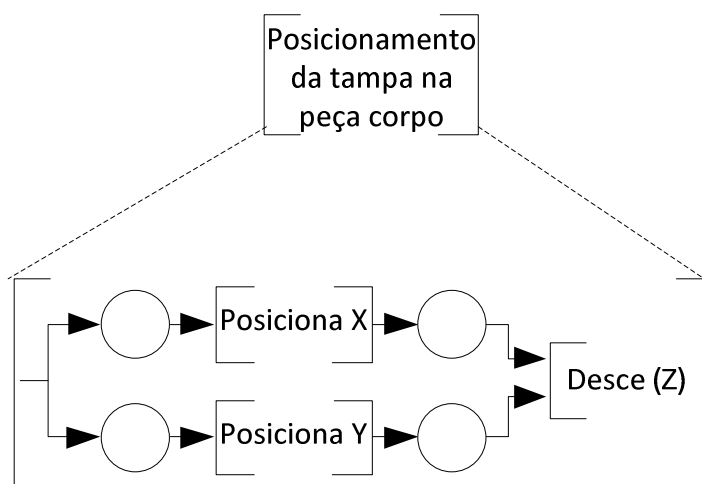 Posicionamento
da tampa na
peça corpo
Posiciona X
Desce (Z)
Posiciona Y